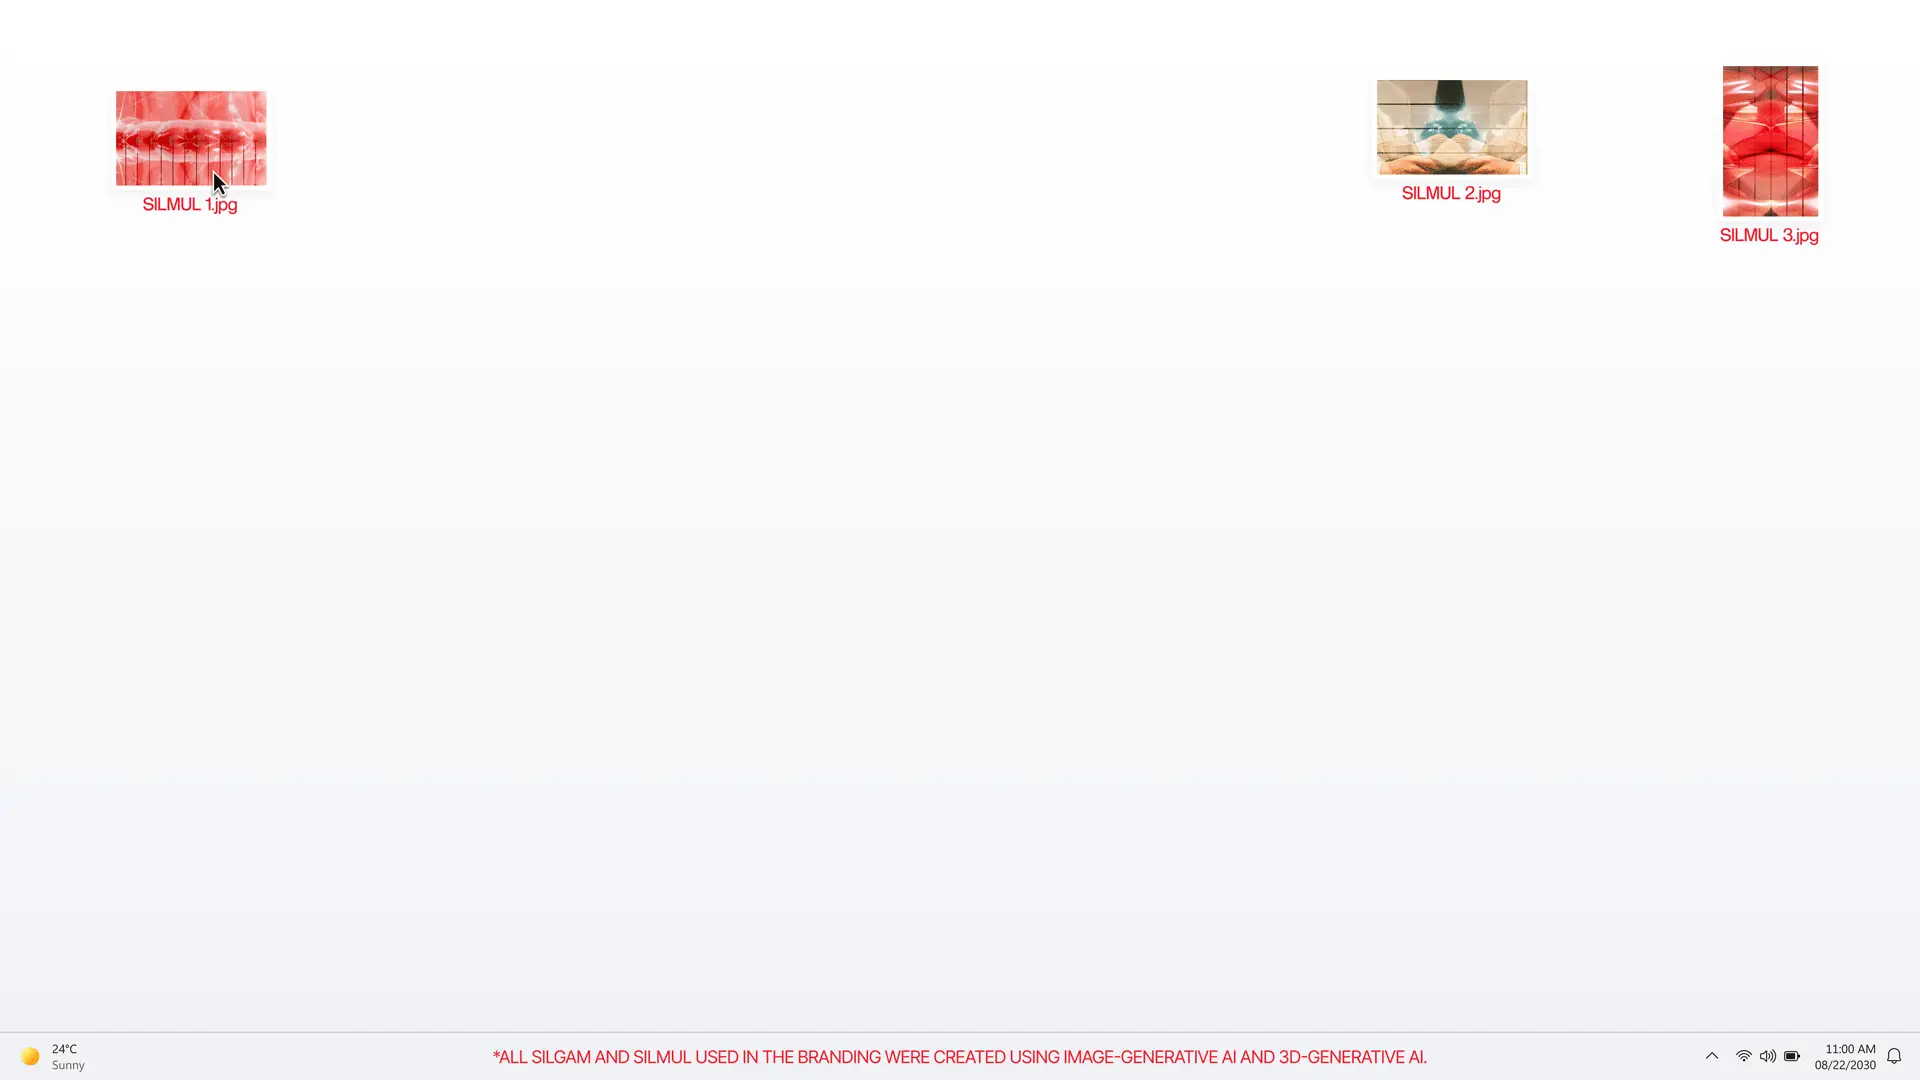 SILMUL 1.jpg
SILMUL 2.jpg
SILMUL 3.jpg
24°C
Sunny
*ALL SILGAM AND SILMUL USED IN THE BRANDING WERE CREATED USING IMAGE-GENERATIVE AI AND 3D-GENERATIVE AI.
11:00 AM
08/22/2030